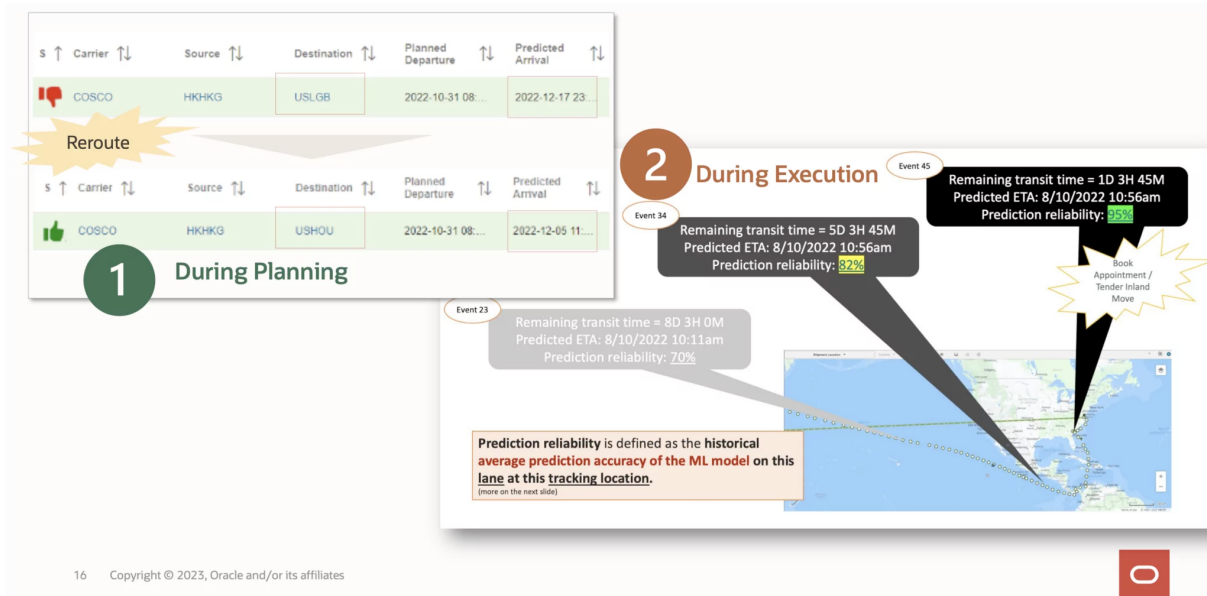 S ↑ Carrier ↑↓ Source ↑↓ Destination ↑↓ Planned Departure ↑↓ Predicted Arrival ↑↓
COSCO HKHKG USLGB 2022-10-31 08:... 2022-12-17 23:...
Reroute
S ↑ Carrier ↑↓ Source ↑↓ Destination ↑↓ Planned Departure ↑↓ Predicted Arrival ↑↓
COSCO HKHKG USHOU 2022-10-31 08:... 2022-12-05 11:...
1 During Planning
2 During Execution
Event 45
Remaining transit time = 1D 3H 45M
Predicted ETA: 8/10/2022 10:56am
Prediction reliability: 95%
Event 34
Remaining transit time = 5D 3H 45M
Predicted ETA: 8/10/2022 10:56am
Prediction reliability: 82%
Book
Appointment /
Tender Inland
Move
Event 23
Remaining transit time = 8D 3H 0M
Predicted ETA: 8/10/2022 10:11am
Prediction reliability: 70%
Prediction reliability is defined as the historical
average prediction accuracy of the ML model on this
lane at this tracking location.
(more on the next slide)
16 Copyright © 2023, Oracle and/or its affiliates